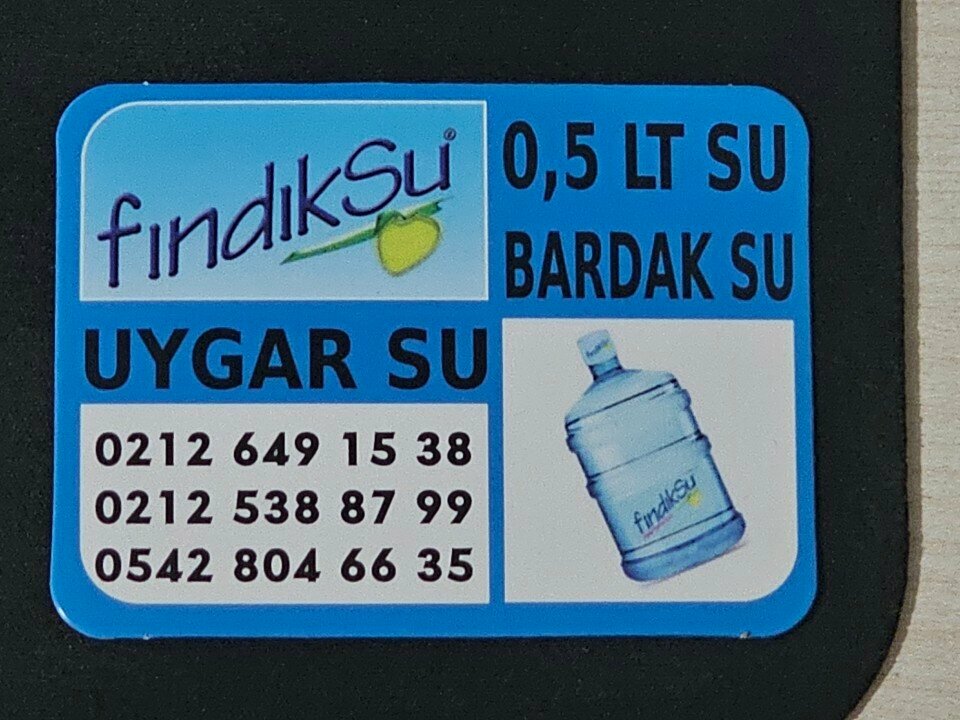 fındıkSu®
0,5 LT SU
BARDAK SU
UYGAR SU
0212 649 15 38
0212 538 87 99
0542 804 66 35
fındıkSu